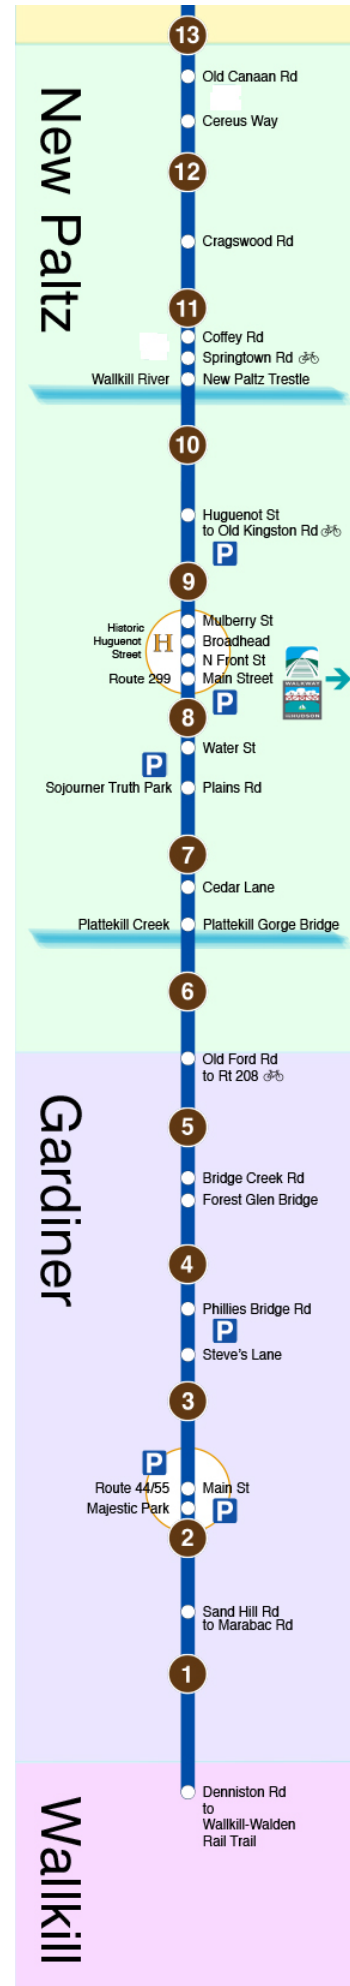 13
Old Canaan Rd
Cereus Way
12
Cragswood Rd
11
Coffey Rd
Springtown Rd
Wallkill River
New Paltz Trestle
New Paltz
10
Huguenot St
to Old Kingston Rd
P
9
Mulberry St
Historic
Huguenot
Street
H
Broadhead
N Front St
Route 299
Main Street
WALKWAY
HUDSON
P
8
Water St
P
Sojourner Truth Park
Plains Rd
7
Cedar Lane
Plattekill Creek
Plattekill Gorge Bridge
6
Old Ford Rd
to Rt 208
Gardiner
5
Bridge Creek Rd
Forest Glen Bridge
4
Phillies Bridge Rd
P
Steve's Lane
3
P
Route 44/55
Main St
Majestic Park
P
2
Sand Hill Rd
to Marabac Rd
1
Denniston Rd
to
Wallkill-Walden
Rail Trail
Wallkill